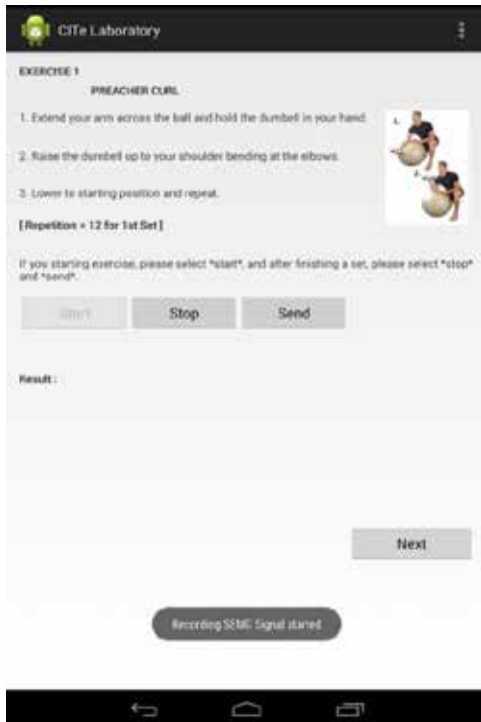 CITe Laboratory
EXERCISE 1
PREACHER CURL
1. Extend your arm across the ball and hold the dumbell in your hand.
2. Raise the dumbell up to your shoulder bending at the elbows.
3. Lower to starting position and repeat.
[ Repetition = 12 for 1st Set ]
If you starting exercise, please select *start*, and after finishing a set, please select *stop*
and *send*.
Start Stop Send
Result :
Next
Recording SEMG Signal started